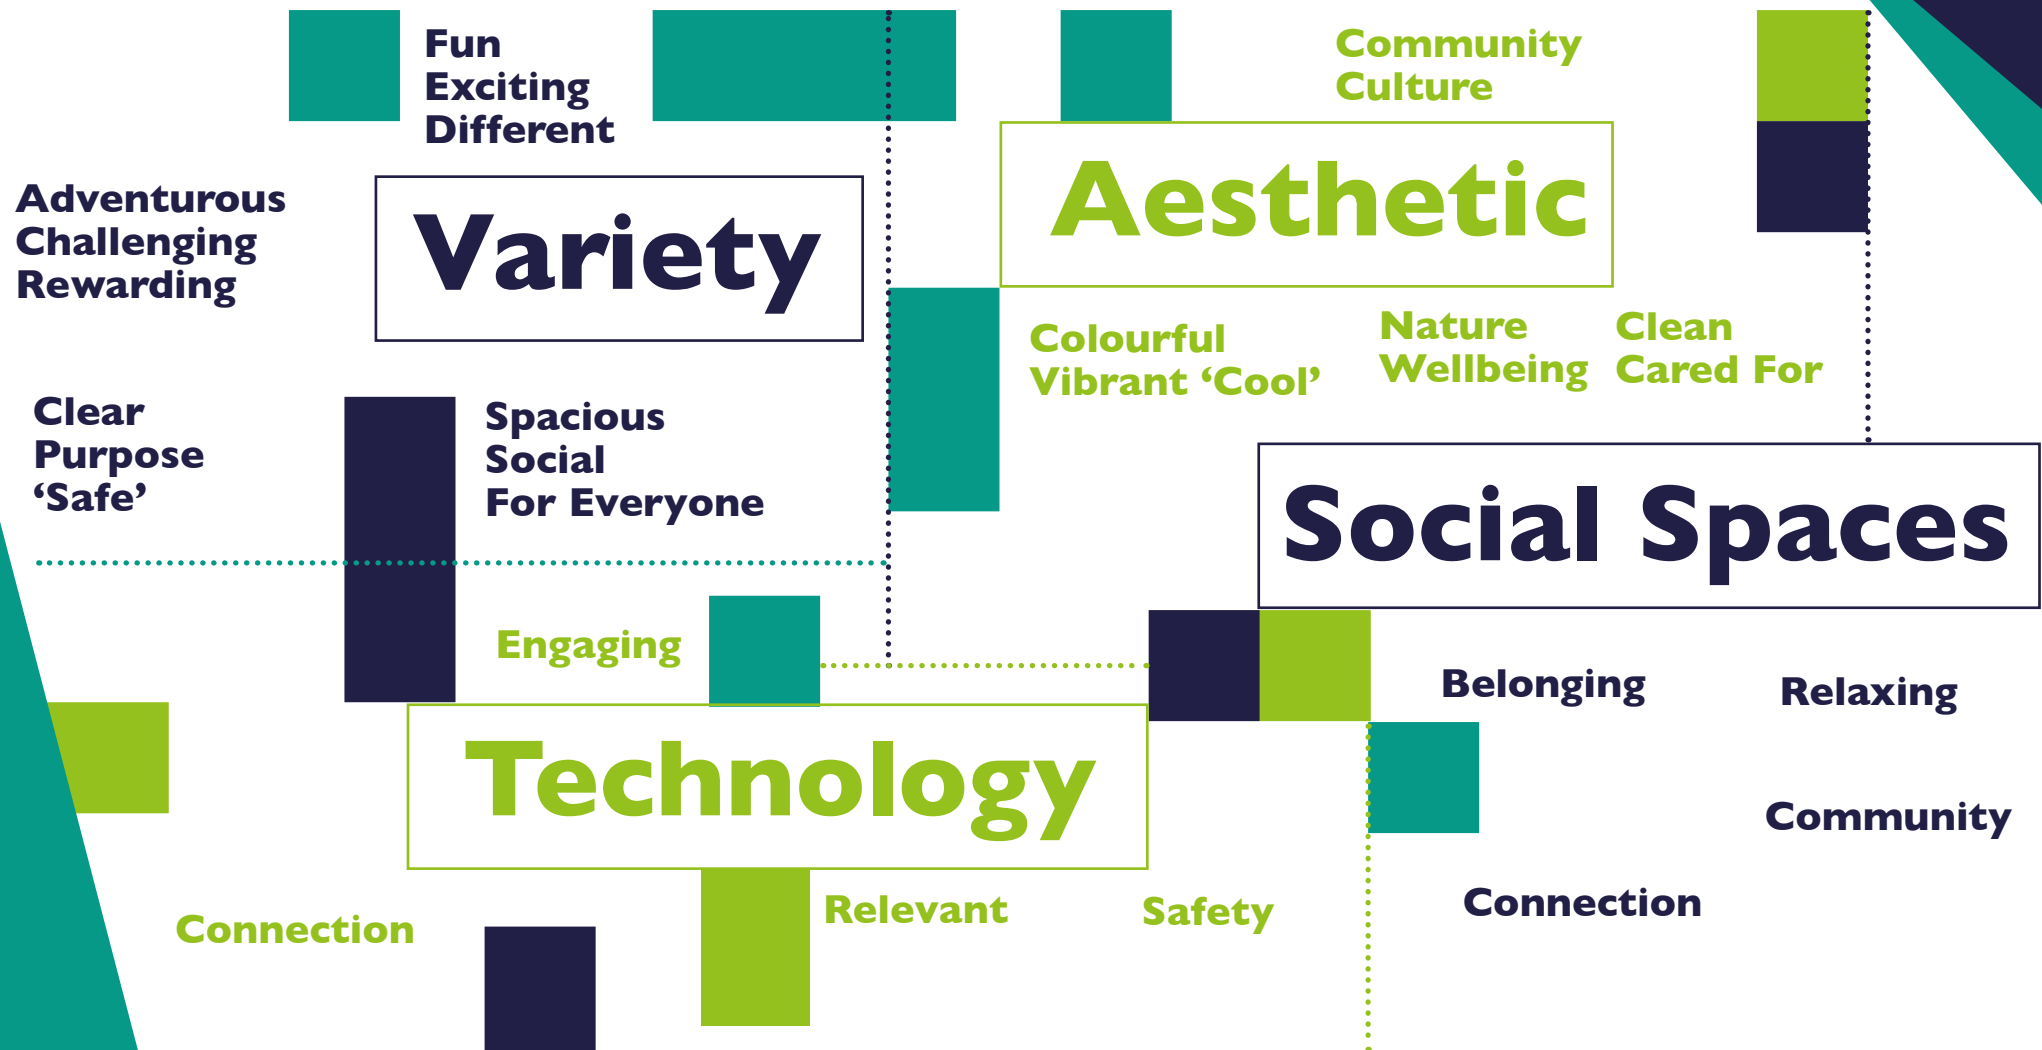 Fun
Exciting
Different
Adventurous
Challenging
Rewarding
Variety
Clear
Purpose
‘Safe’
Spacious
Social
For Everyone
Community
Culture
Aesthetic
Colourful
Vibrant ‘Cool’
Nature
Wellbeing
Clean
Cared For
Social Spaces
Belonging
Relaxing
Community
Connection
Engaging
Technology
Connection
Relevant
Safety